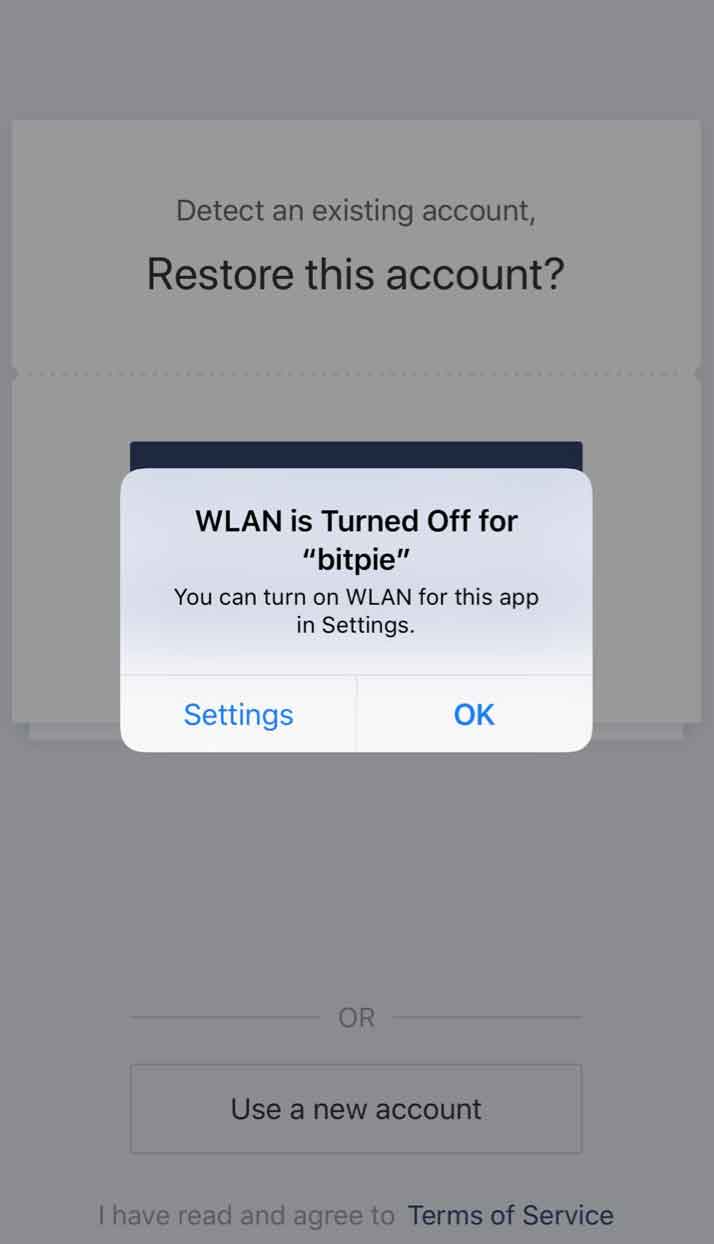 Detect an existing account,
Restore this account?
WLAN is Turned Off for
“bitpie”
You can turn on WLAN for this app
in Settings.
Settings
OK
OR
Use a new account
I have read and agree to Terms of Service